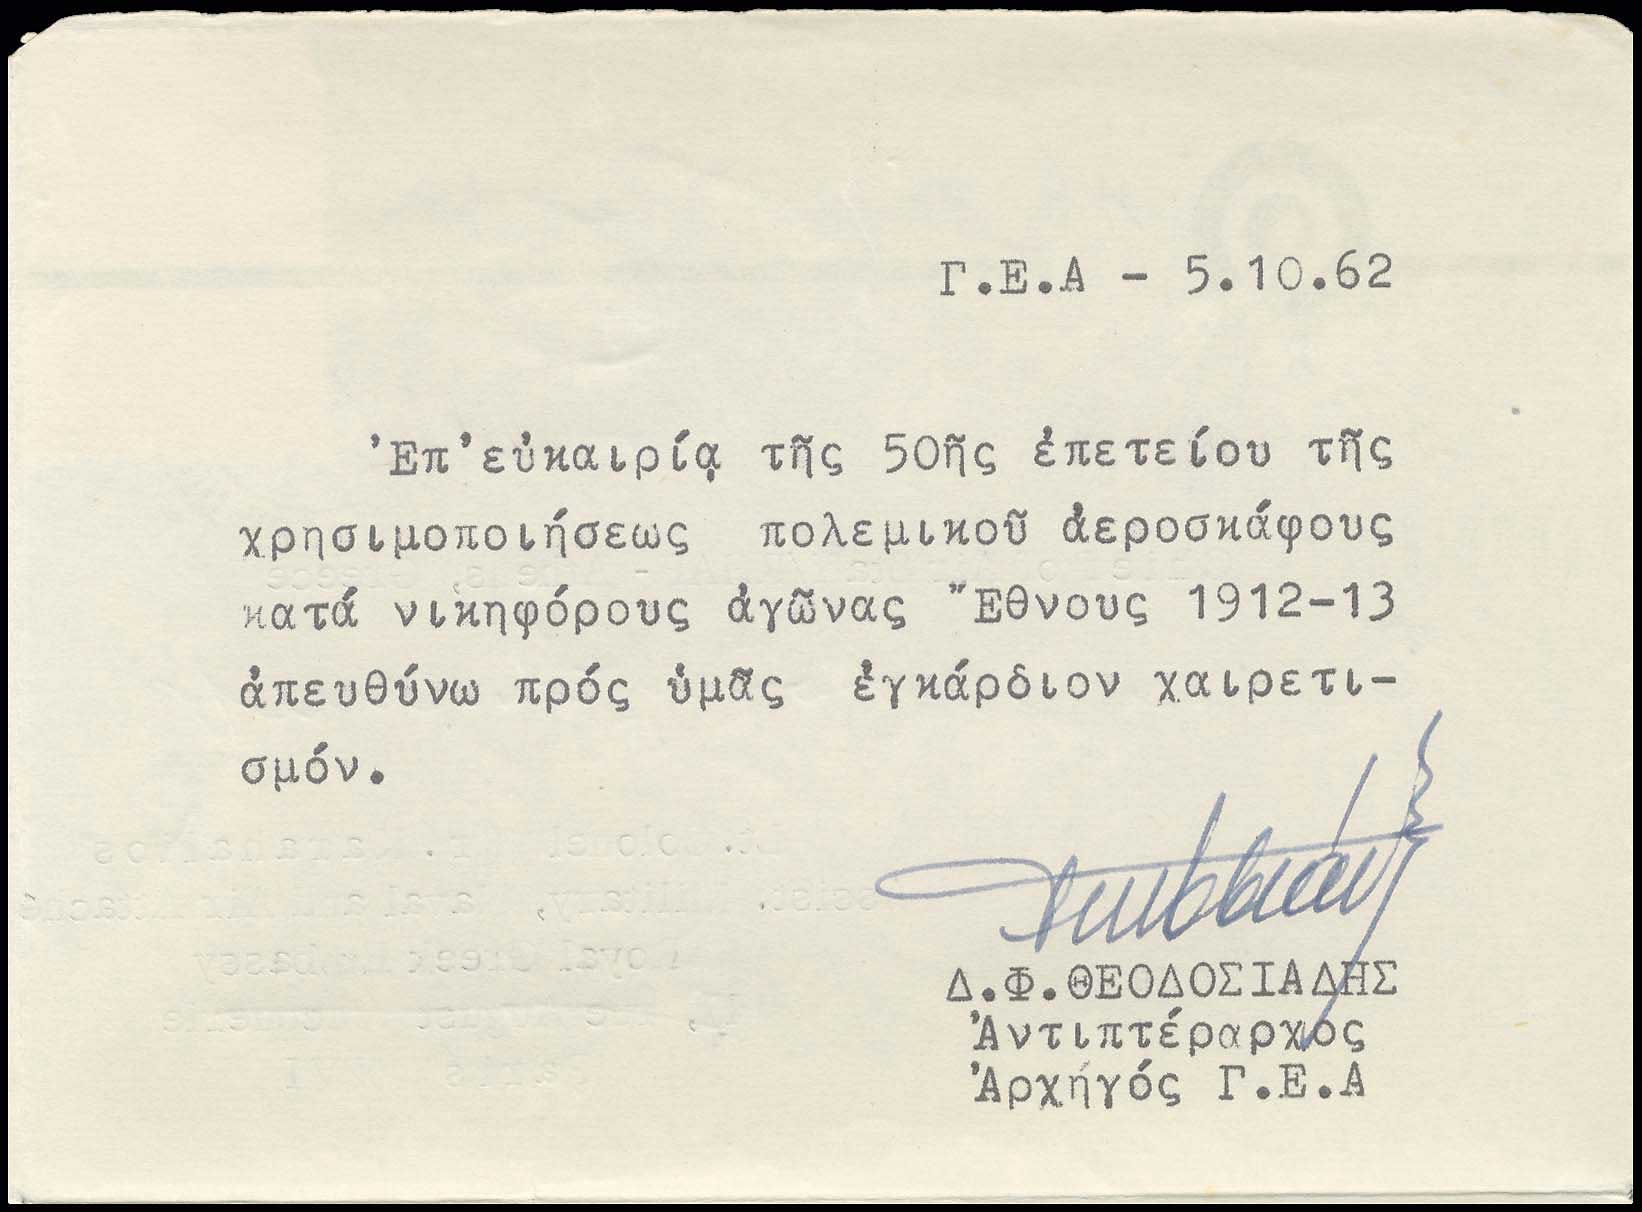 Γ.Ε.Α - 5.10.62
Ἐπ' εὐκαιρίᾳ τῆς 50ῆς ἐπετείου τῆς
χρησιμοποιήσεως πολεμικοῦ ἀεροσκάφους
κατά νικηφόρους ἀγῶνας Ἔθνους 1912-13
ἀπευθύνω πρός ὑμᾶς ἐγκάρδιον χαιρετι-
σμόν.
Δ.Φ.ΘΕΟΔΟΣΙΑΔΗΣ
Ἀντιπτέραρχος
Ἀρχήγός Γ.Ε.Α